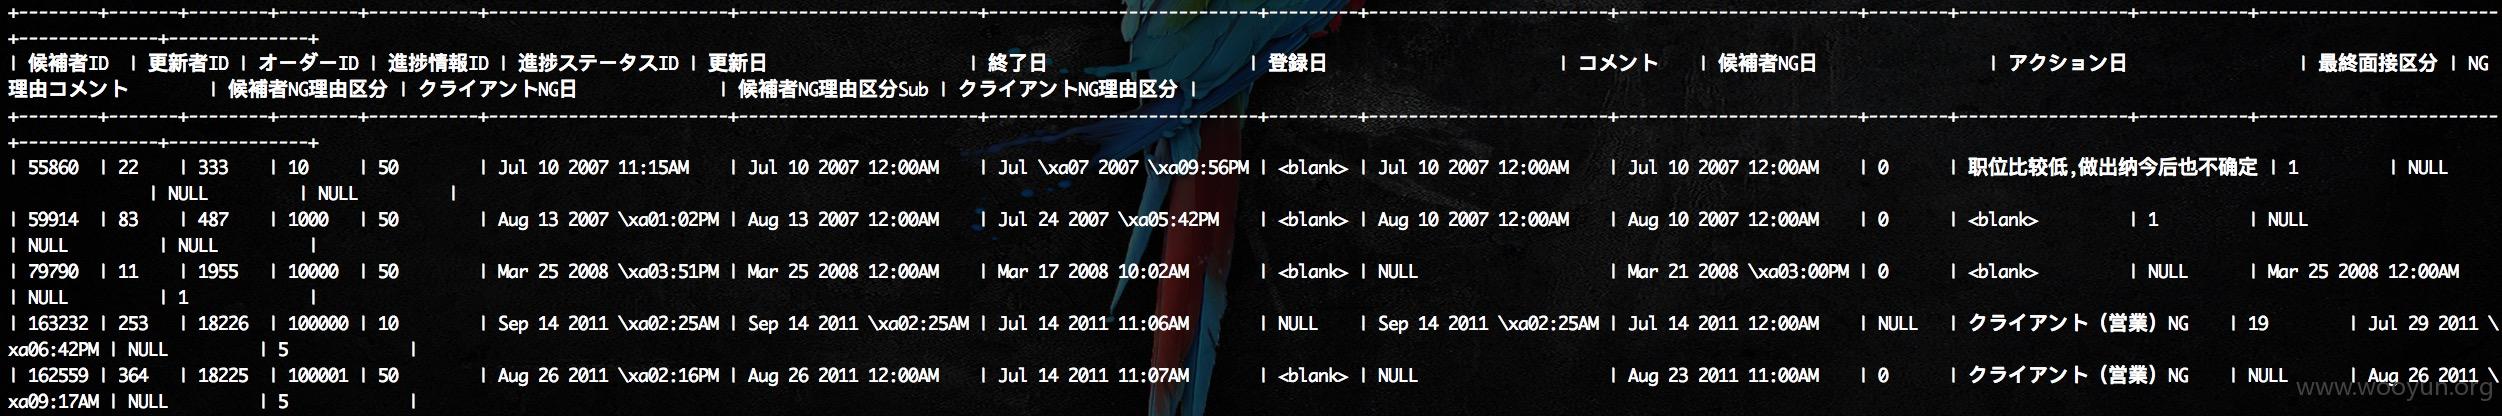 | 候補者ID | 更新者ID | オーダーID | 進捗情報ID | 進捗ステータスID | 更新日 | 終了日 | 登録日 | コメント | 候補者NG日 | アクション日 | 最終面接区分 | NG
理由コメント | 候補者NG理由区分 | クライアントNG日 | 候補者NG理由区分Sub | クライアントNG理由区分 |
| 55860 | 22 | 333 | 10 | 50 | Jul 10 2007 11:15AM | Jul 10 2007 12:00AM | Jul \xa07 2007 \xa09:56PM | <blank> | Jul 10 2007 12:00AM | Jul 10 2007 12:00AM | 0 | 职位比较低,做出纳今后也不确定 | 1 | NULL
| NULL | NULL |
| 59914 | 83 | 487 | 1000 | 50 | Aug 13 2007 \xa01:02PM | Aug 13 2007 12:00AM | Jul 24 2007 \xa05:42PM | <blank> | Aug 10 2007 12:00AM | Aug 10 2007 12:00AM | 0 | <blank> | 1 | NULL
| NULL | NULL |
| 79790 | 11 | 1955 | 10000 | 50 | Mar 25 2008 \xa03:51PM | Mar 25 2008 12:00AM | Mar 17 2008 10:02AM | <blank> | NULL | Mar 21 2008 \xa03:00PM | 0 | <blank> | NULL | Mar 25 2008 12:00AM
| NULL | 1 |
| 163232 | 253 | 18226 | 100000 | 10 | Sep 14 2011 \xa02:25AM | Sep 14 2011 \xa02:25AM | Jul 14 2011 11:06AM | NULL | Sep 14 2011 \xa02:25AM | Jul 14 2011 12:00AM | NULL | クライアント（営業）NG | 19 | Jul 29 2011 \
xa06:42PM | NULL | 5 |
| 162559 | 364 | 18225 | 100001 | 50 | Aug 26 2011 \xa02:16PM | Aug 26 2011 12:00AM | Jul 14 2011 11:07AM | <blank> | NULL | Aug 23 2011 11:00AM | 0 | クライアント（営業）NG | NULL | Aug 26 2011 \
xa09:17AM | NULL | 5 |
www.wooyun.org